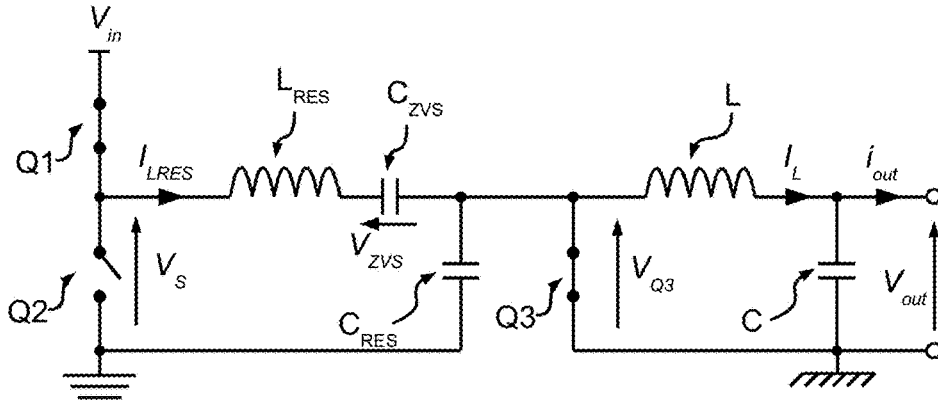 V_in
L_RES
C_ZVS
L
Q1
I_LRES
I_L
i_out
V_S
V_ZVS
V_Q3
V_out
Q2
C_RES
Q3
C